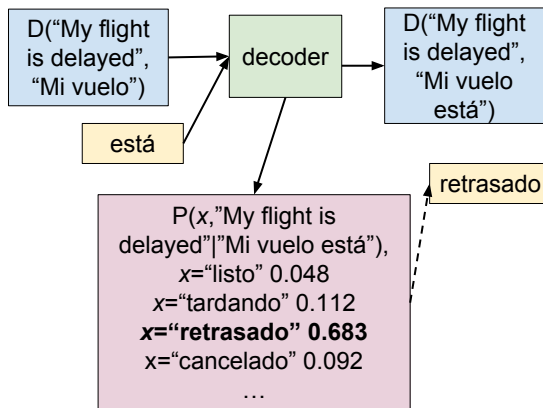 D(“My flight
is delayed”,
“Mi vuelo”)
decoder
D(“My flight
is delayed”,
“Mi vuelo
está”)
está
retrasado
P(x,”My flight is
delayed”|”Mi vuelo está”),
x=“listo” 0.048
x=“tardando” 0.112
x=“retrasado” 0.683
x=“cancelado” 0.092
…